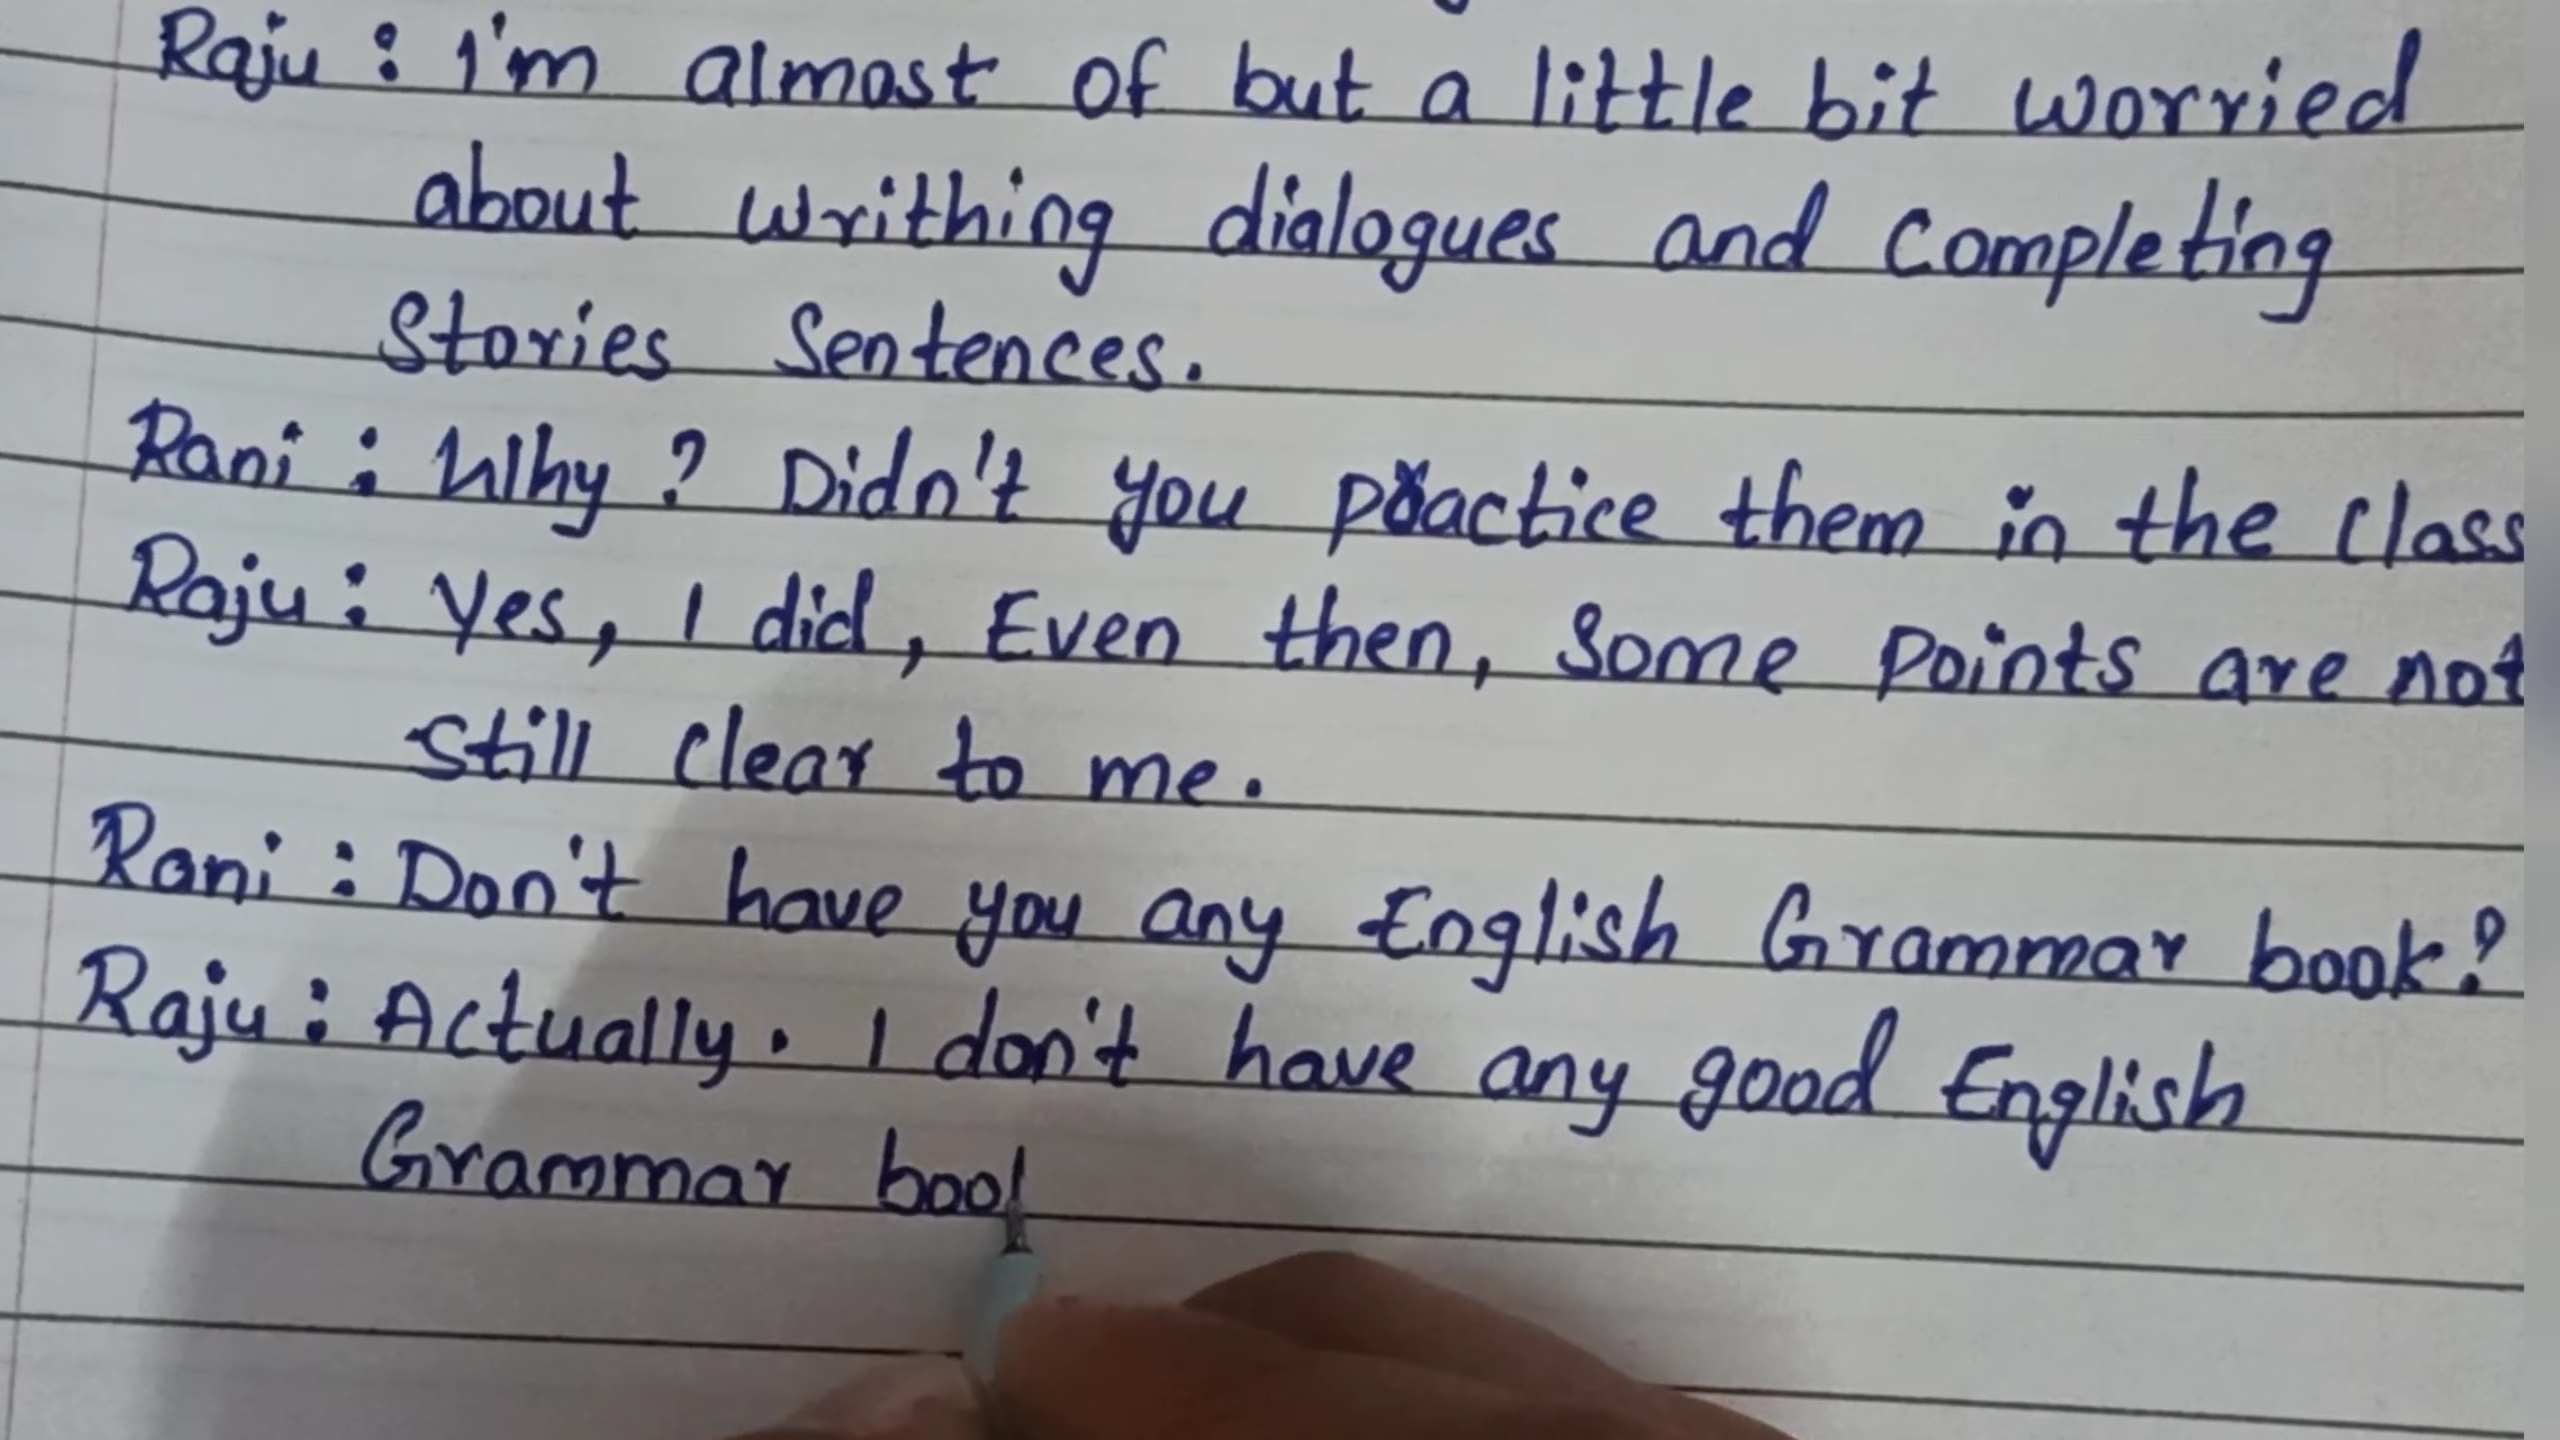 Raju : I'm almost of but a little bit worried
about writhing dialogues and completing
Stories Sentences.
Rani : Why ? Didn't you practice them in the class
Raju : Yes, I did, Even then, Some points are not
still clear to me.
Rani : Don't have you any English Grammar book?
Raju : Actually. I don't have any good English
Grammar boo